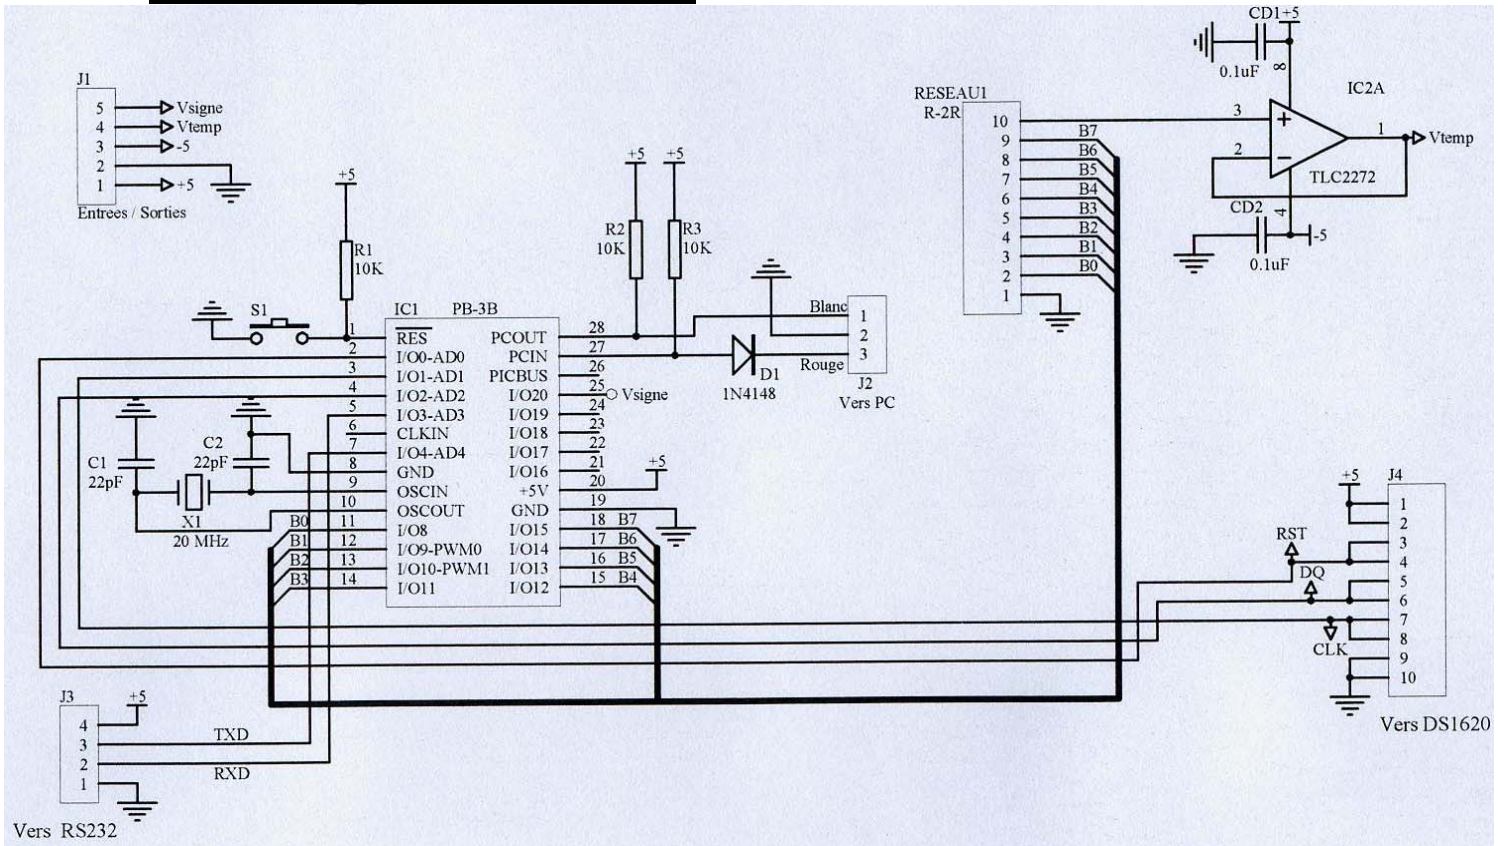 CD1
+5
0.1uF
8
IC2A
J1
5
Vsigne
4
Vtemp
3
-5
2
1
+5
Entrees / Sorties
RESEAU1
R-2R
10
9
B7
8
B6
7
B5
6
B4
5
B3
4
B2
3
B1
2
B0
1
3
+
2
−
1
Vtemp
TLC2272
CD2
4
-5
0.1uF
+5
R1
10K
+5
+5
R2
10K
R3
10K
S1
IC1
PB-3B
1
RES
2
I/O0-AD0
3
I/O1-AD1
4
I/O2-AD2
5
I/O3-AD3
6
CLKIN
7
I/O4-AD4
8
GND
9
OSCIN
10
OSCOUT
B0
11
I/O8
B1
12
I/O9-PWM0
B2
13
I/O10-PWM1
B3
14
I/O11
PCOUT
28
PCIN
27
PICBUS
26
I/O20
25
Vsigne
I/O19
24
I/O18
23
I/O17
22
I/O16
21
+5V
20
+5
GND
19
I/O15
18
B7
I/O14
17
B6
I/O13
16
B5
I/O12
15
B4
Blanc
1
2
3
Rouge
D1
1N4148
J2
Vers PC
C1
22pF
C2
22pF
X1
20 MHz
+5
J4
1
2
3
4
5
6
7
8
9
10
RST
DQ
CLK
Vers DS1620
J3
+5
4
3
TXD
2
RXD
1
Vers RS232